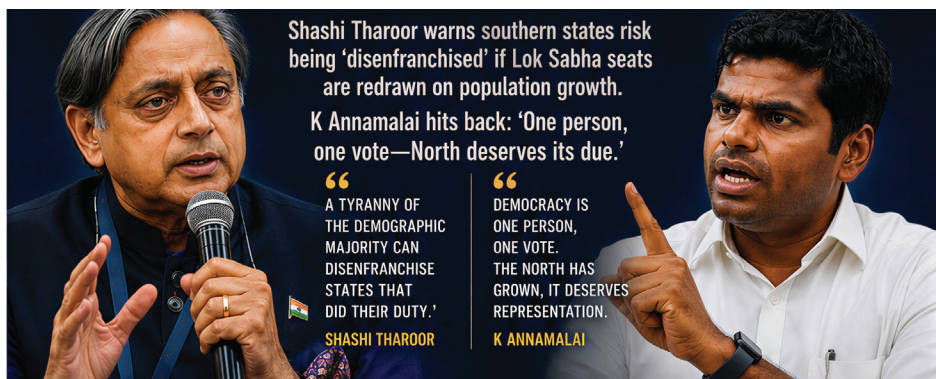 Shashi Tharoor warns southern states risk
being ‘disenfranchised’ if Lok Sabha seats
are redrawn on population growth.
K Annamalai hits back: ‘One person,
one vote—North deserves its due.’
“
A TYRANNY OF
THE DEMOGRAPHIC
MAJORITY CAN
DISENFRANCHISE
STATES THAT
DID THEIR DUTY.’
SHASHI THAROOR
“
DEMOCRACY IS
ONE PERSON,
ONE VOTE.
THE NORTH HAS
GROWN, IT DESERVES
REPRESENTATION.
K ANNAMALAI